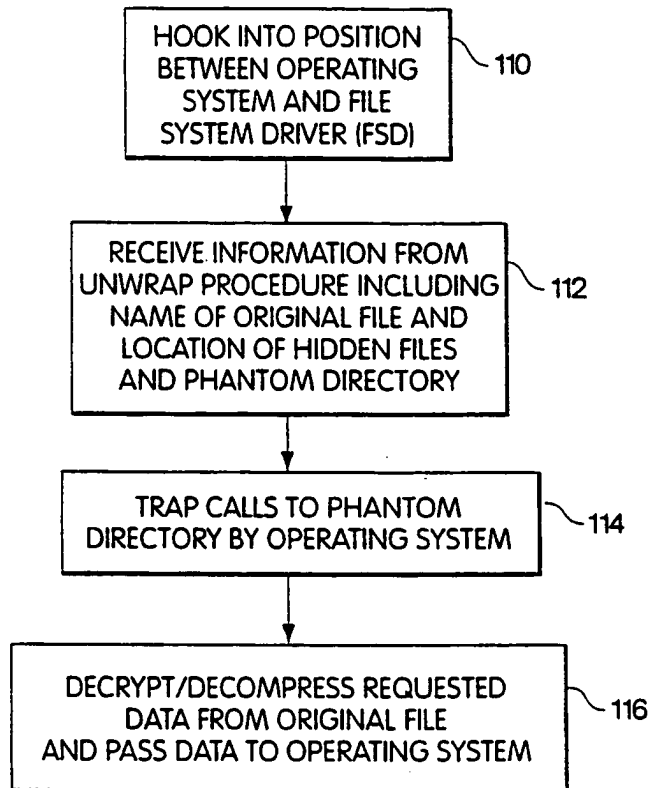 HOOK INTO POSITION
BETWEEN OPERATING
SYSTEM AND FILE
SYSTEM DRIVER (FSD)
110
RECEIVE INFORMATION FROM
UNWRAP PROCEDURE INCLUDING
NAME OF ORIGINAL FILE AND
LOCATION OF HIDDEN FILES
AND PHANTOM DIRECTORY
112
TRAP CALLS TO PHANTOM
DIRECTORY BY OPERATING SYSTEM
114
DECRYPT/DECOMPRESS REQUESTED
DATA FROM ORIGINAL FILE
AND PASS DATA TO OPERATING SYSTEM
116